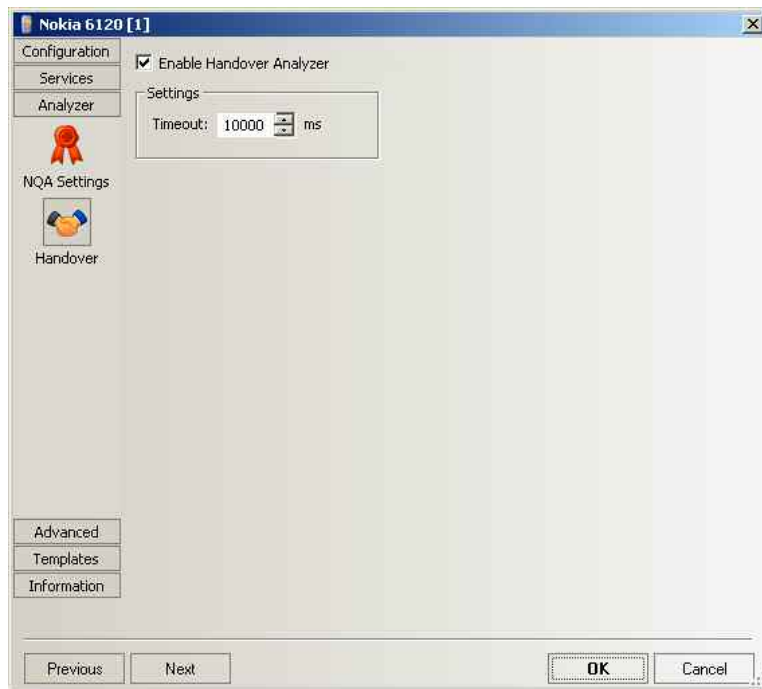 Nokia 6120 [1]
Configuration
Services
Analyzer
NQA Settings
Handover
Enable Handover Analyzer
Settings
Timeout: 10000 ms
Advanced
Templates
Information
Previous Next OK Cancel